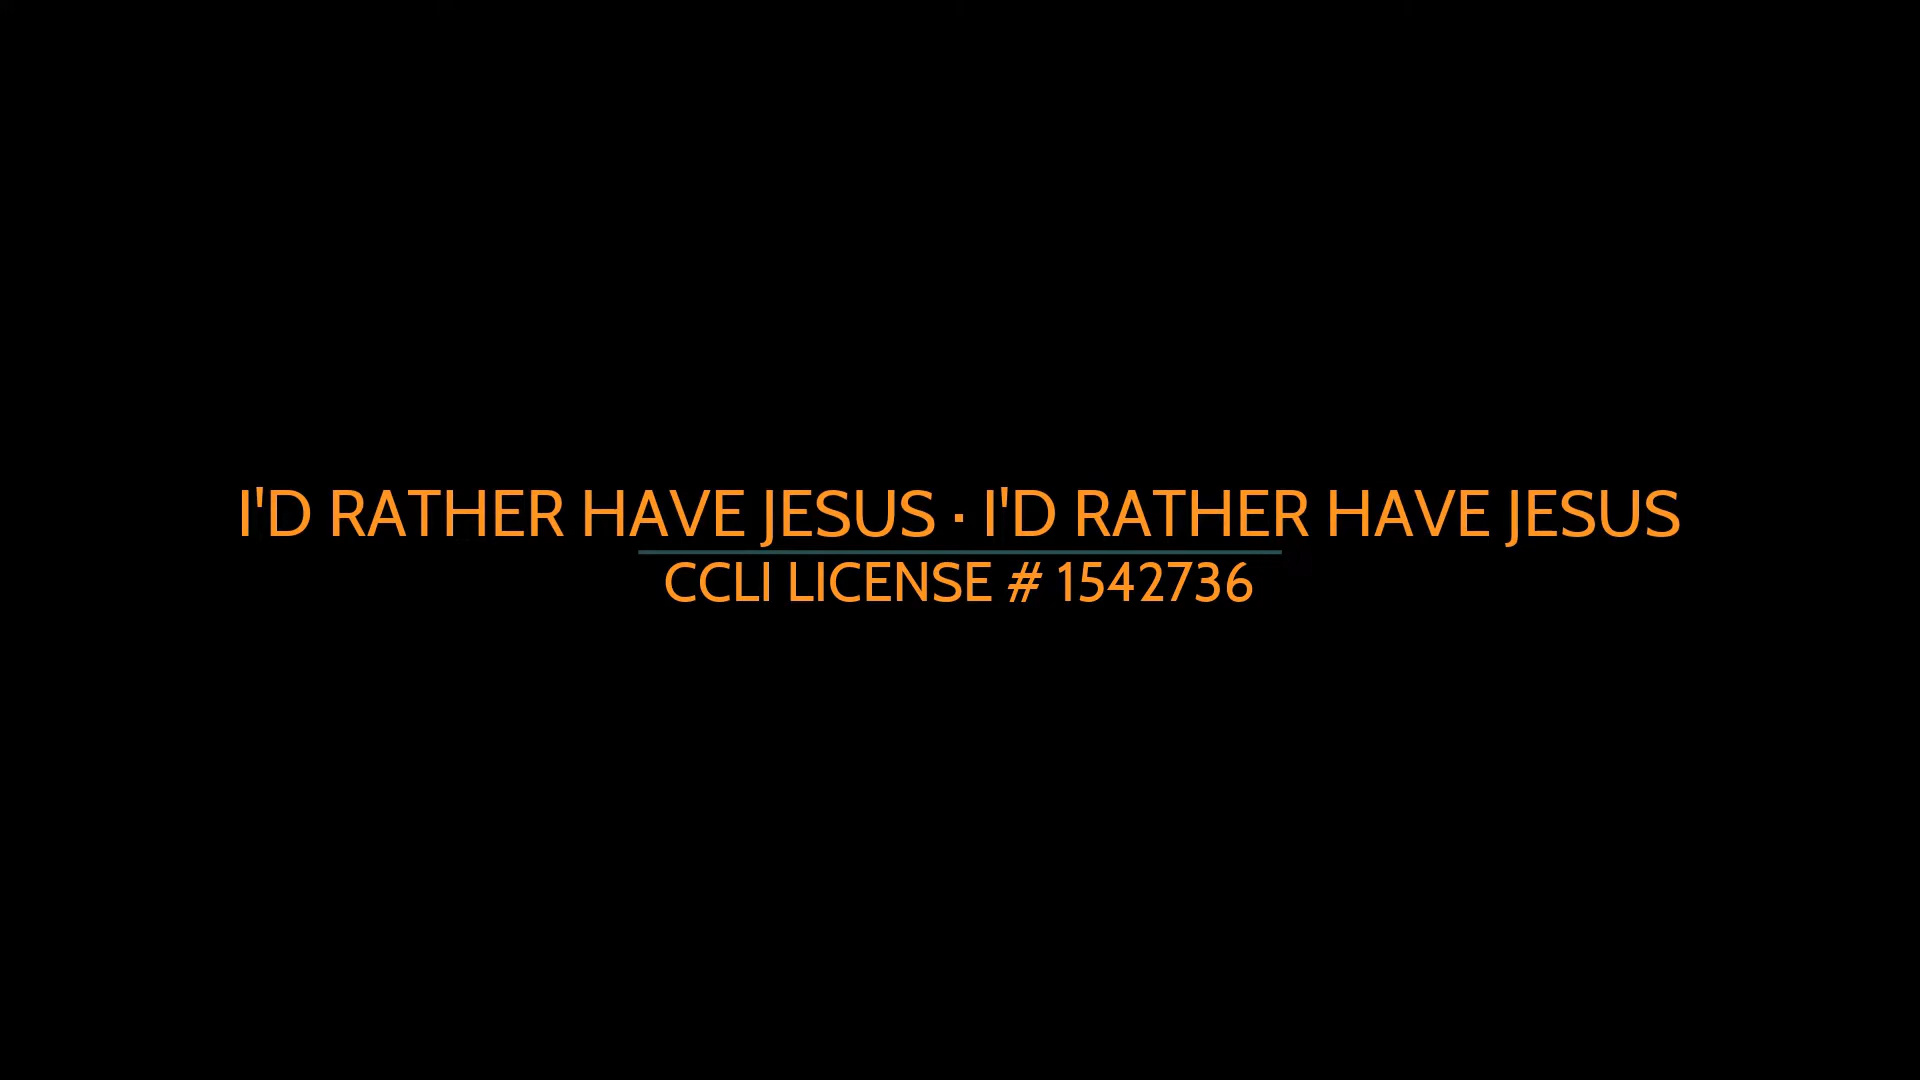 I'D RATHER HAVE JESUS • I'D RATHER HAVE JESUS
CCLI LICENSE # 1542736